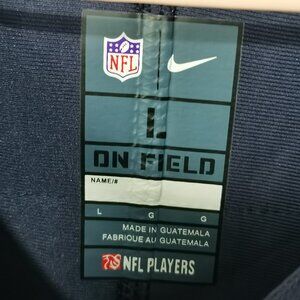 NFL
L
ON FIELD
NAME/#
L G G
MADE IN GUATEMALA
FABRIQUE AU GUATEMALA
NFL PLAYERS